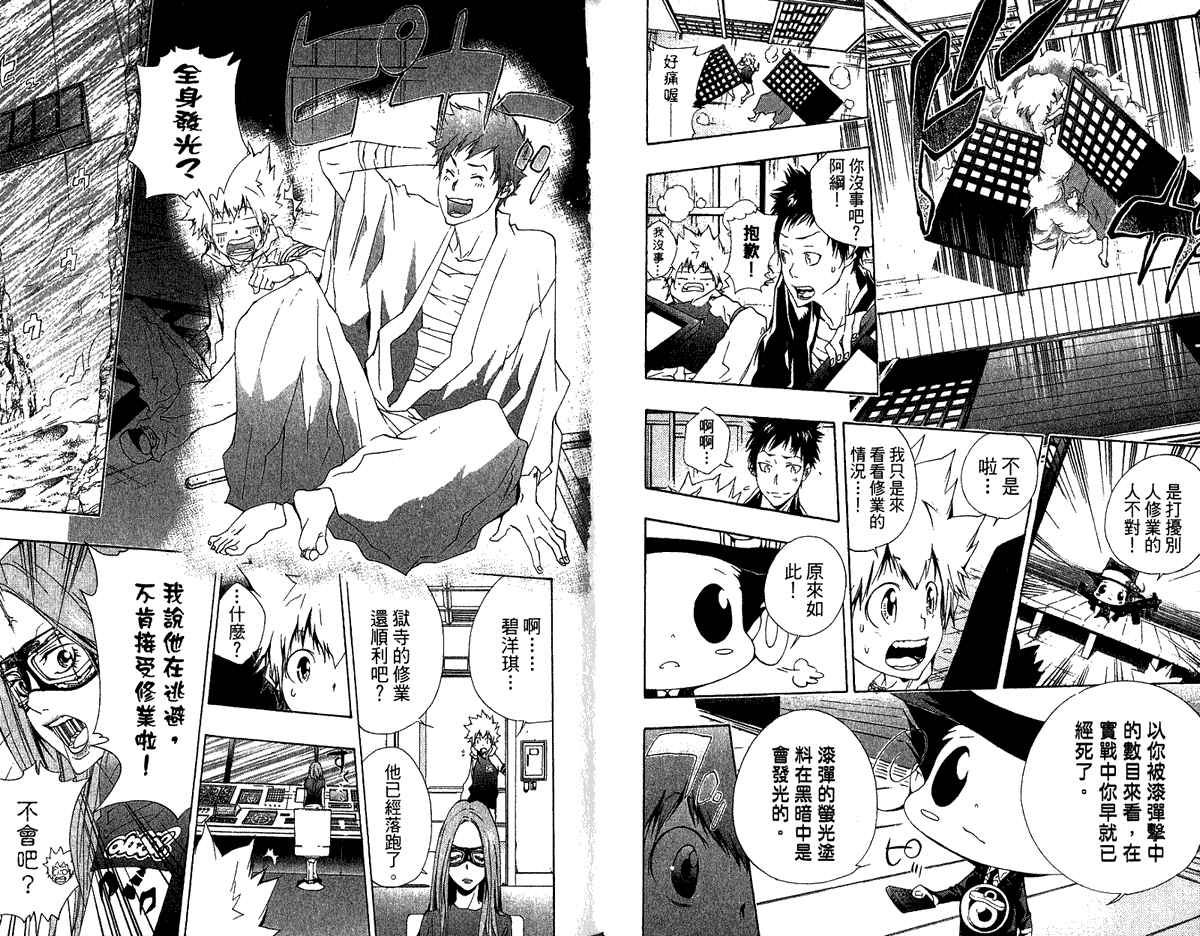 好痛喔
你沒事吧？
阿綱！
抱歉！
我沒事…
是打擾別
人修業的
人不對！
不是
啦…
我只是來
看看修業的
情況…！
啊啊…
原來如
此！
以你被漆彈擊中
的數目來看，在
實戰中你早就已
經死了。
漆彈的螢光塗
料在黑暗中是
會發光的。
ピ
全身發光？
啊……
碧洋琪…
獄寺的修業
還順利吧？
他已經落跑了。
…什麼？
我說他在逃避，
不肯接受修業啦！
不會吧？